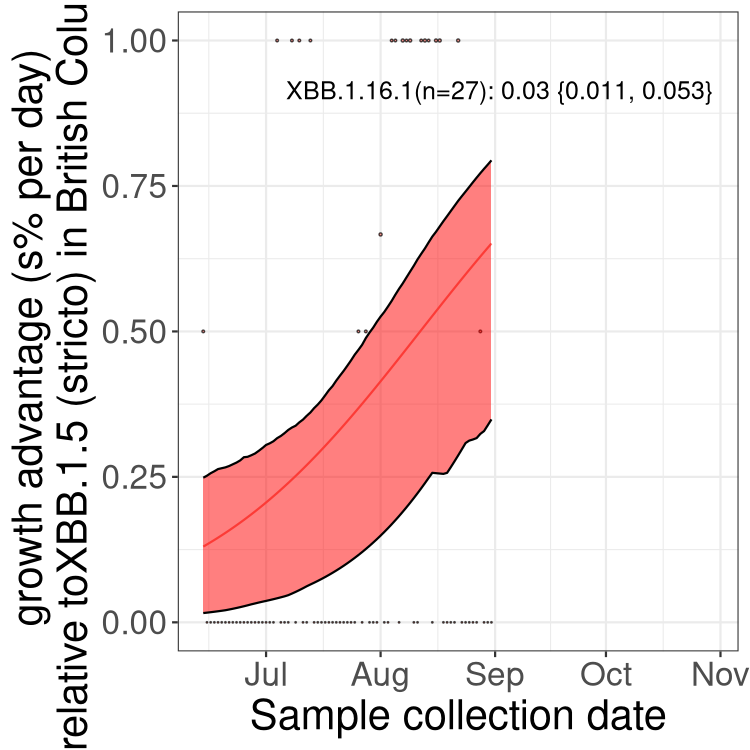 growth advantage (s% per day)
relative toXBB.1.5 (stricto) in British Colu
1.00
0.75
0.50
0.25
0.00
XBB.1.16.1(n=27): 0.03 {0.011, 0.053}
Jul Aug Sep Oct Nov
Sample collection date